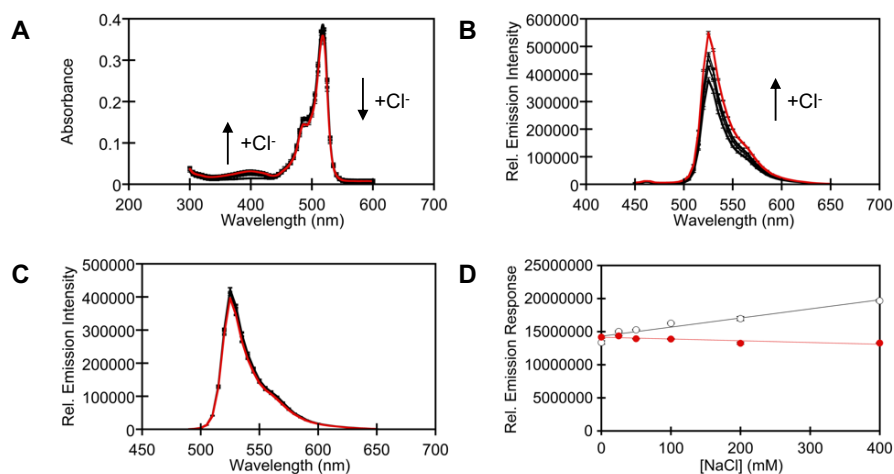 A
0.4
0.3
0.2
0.1
0
200 300 400 500 600 700
Absorbance
Wavelength (nm)
+Cl-
+Cl-
B
600000
500000
400000
300000
200000
100000
0
400 450 500 550 600 650 700
Rel. Emission Intensity
Wavelength (nm)
+Cl-
C
500000
400000
300000
200000
100000
0
450 500 550 600 650 700
Rel. Emission Intensity
Wavelength (nm)
D
25000000
20000000
15000000
10000000
5000000
0
0 100 200 300 400
Rel. Emission Response
[NaCl] (mM)